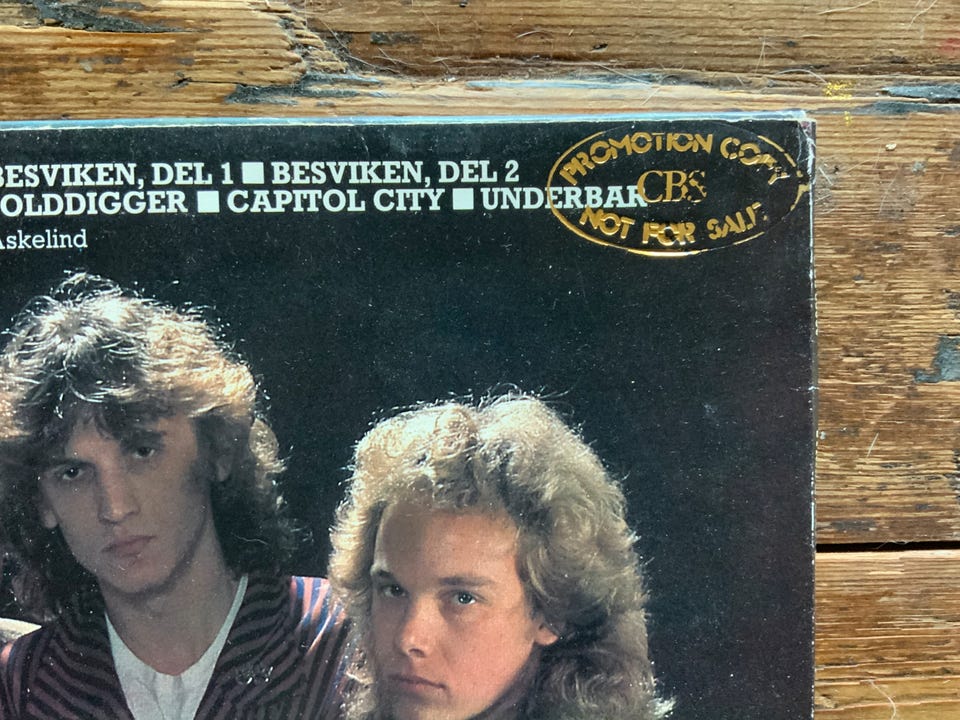 BESVIKEN, DEL 1 ■ BESVIKEN, DEL 2
OLDDIGGER ■ CAPITOL CITY ■ UNDERBAR
Askelind
PROMOTION COPY
CBS
NOT FOR SALE